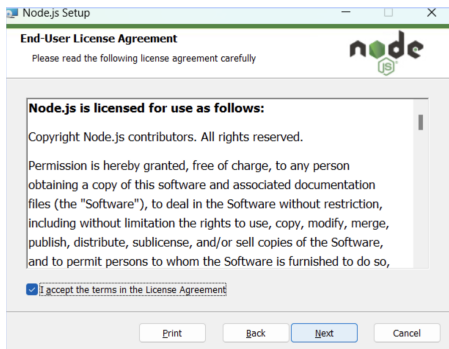 Node.js Setup
End-User License Agreement
Please read the following license agreement carefully
node
JS
Node.js is licensed for use as follows:
Copyright Node.js contributors. All rights reserved.
Permission is hereby granted, free of charge, to any person
obtaining a copy of this software and associated documentation
files (the "Software"), to deal in the Software without restriction,
including without limitation the rights to use, copy, modify, merge,
publish, distribute, sublicense, and/or sell copies of the Software,
and to permit persons to whom the Software is furnished to do so,
I accept the terms in the License Agreement
Print
Back
Next
Cancel